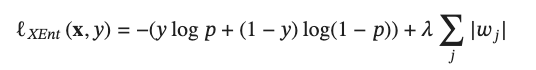 ℓ_{XEnt} (x, y) = −(y log p + (1 − y) log(1 − p)) + λ ∑_j |w_j|